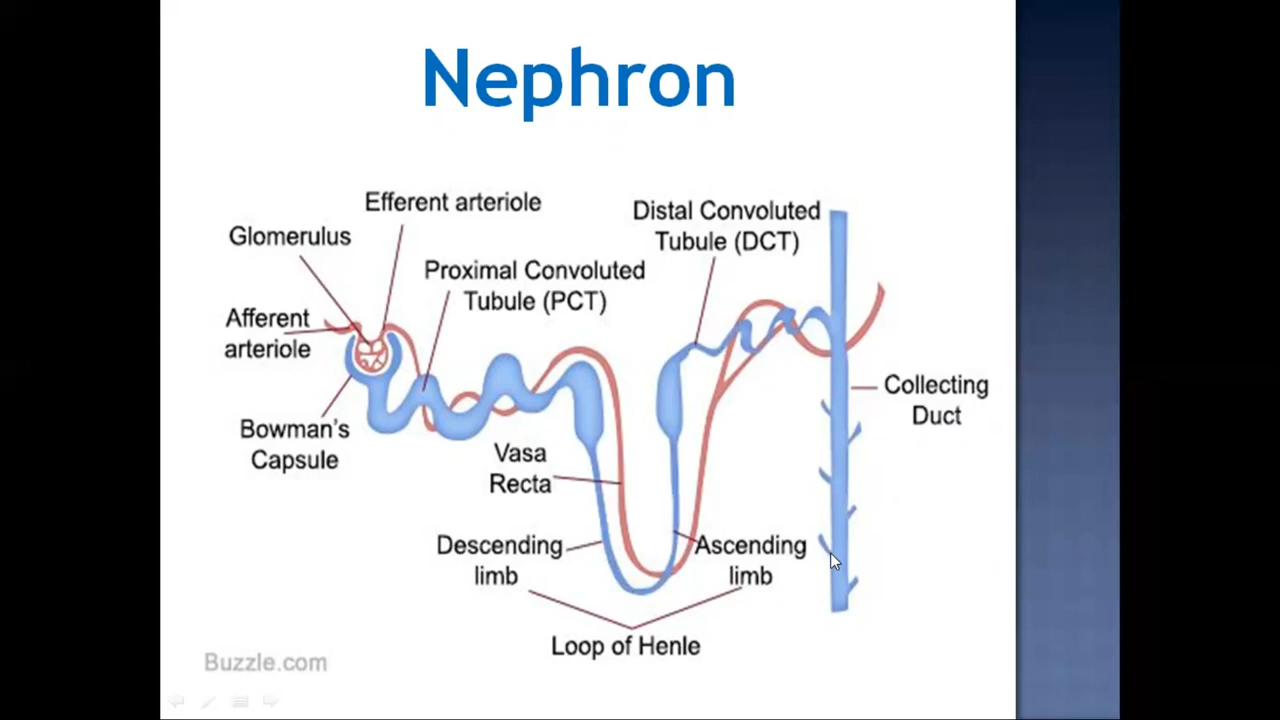 Nephron
Efferent arteriole
Glomerulus
Distal Convoluted
Tubule (DCT)
Proximal Convoluted
Tubule (PCT)
Afferent
arteriole
Collecting
Duct
Bowman's
Capsule
Vasa
Recta
Descending
limb
Ascending
limb
Loop of Henle
Buzzle.com